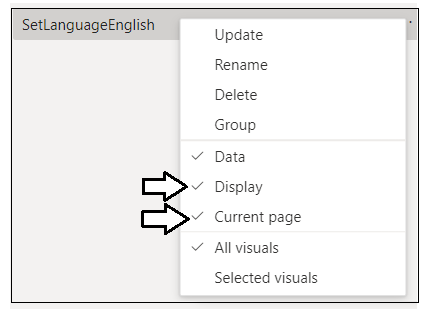 SetLanguageEnglish
Update
Rename
Delete
Group
Data
Display
Current page
All visuals
Selected visuals